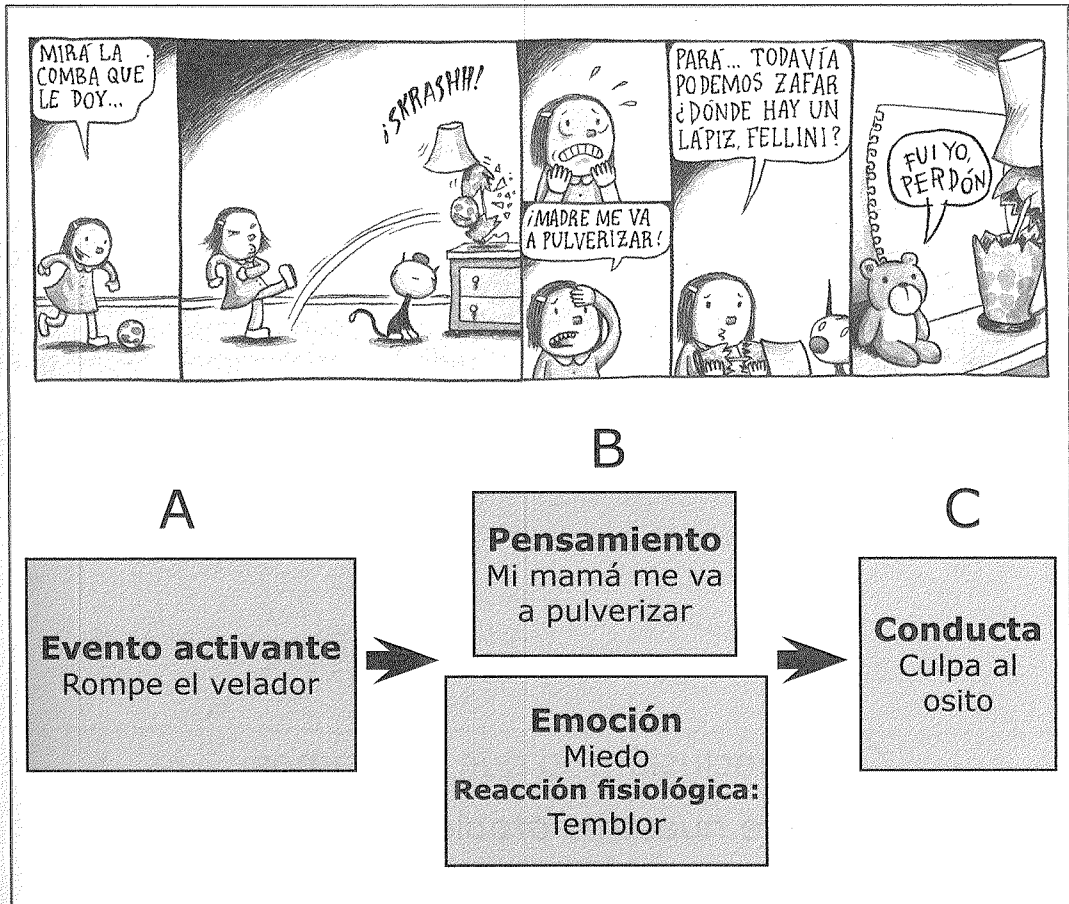 MIRÁ LA
COMBA QUE
LE DOY...
¡SKRASHH!
¡MADRE ME VA
A PULVERIZAR!
PARÁ... TODAVÍA
PODEMOS ZAFAR
¿DÓNDE HAY UN
LÁPIZ, FELLINI?
FUI YO,
PERDÓN
A
Evento activante
Rompe el velador
B
Pensamiento
Mi mamá me va
a pulverizar
Emoción
Miedo
Reacción fisiológica:
Temblor
C
Conducta
Culpa al
osito